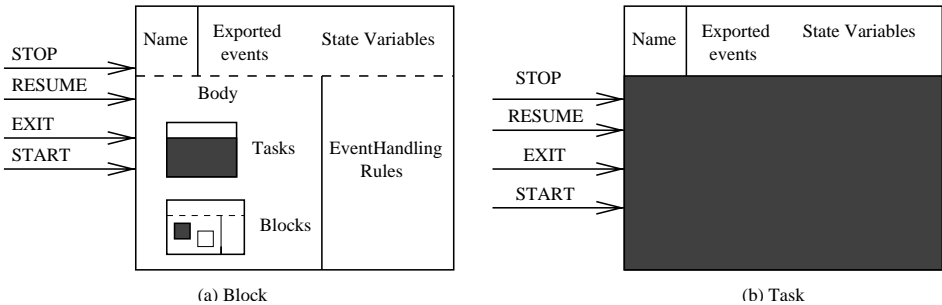 Name
Exported
events
State Variables
STOP
RESUME
EXIT
START
Body
Tasks
Blocks
EventHandling
Rules
(a) Block
Name
Exported
events
State Variables
STOP
RESUME
EXIT
START
(b) Task